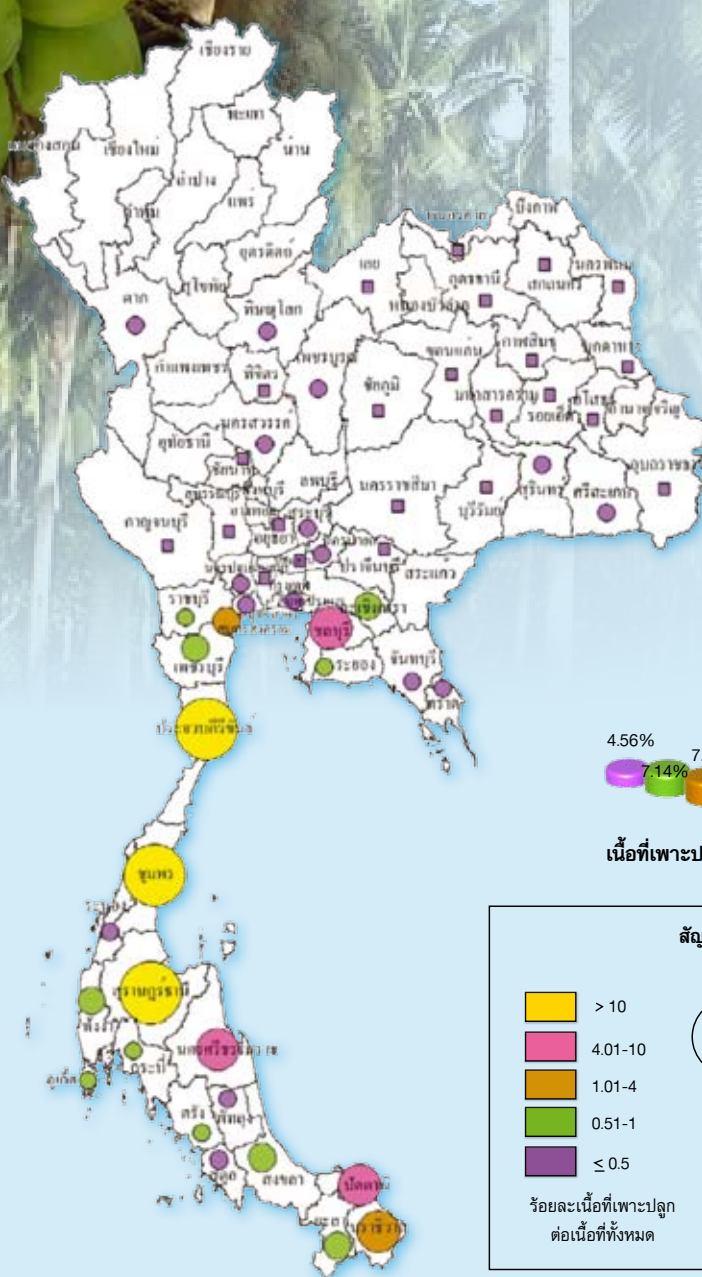 เชียงราย
พะเยา
เชียงใหม่
น่าน
ลำปาง
แพร่
ลำพูน
อุตรดิตถ์
บึงกาฬ
เลย
อุดรธานี
สกลนคร
นครพนม
ตาก
สุโขทัย
พิษณุโลก
หนองบัวลำภู
กำแพงเพชร
พิจิตร
เพชรบูรณ์
ชัยภูมิ
ขอนแก่น
กาฬสินธุ์
มุกดาหาร
มหาสารคาม
ร้อยเอ็ด
ยโสธร
อำนาจเจริญ
นครสวรรค์
อุทัยธานี
ชัยนาท
ลพบุรี
นครราชสีมา
บุรีรัมย์
สุรินทร์
ศรีสะเกษ
อุบลราชธานี
กาญจนบุรี
สระบุรี
อยุธยา
ปราจีนบุรี
สระแก้ว
ราชบุรี
ฉะเชิงเทรา
ชลบุรี
เพชรบุรี
ระยอง
จันทบุรี
ตราด
ประจวบคีรีขันธ์
4.56%
7.14%
7.
เนื้อที่เพาะป
ชุมพร
ระนอง
สุราษฎร์ธานี
พังงา
นครศรีธรรมราช
กระบี่
ภูเก็ต
ตรัง
พัทลุง
สตูล
สงขลา
ปัตตานี
ยะลา
นราธิวาส
สัญ
> 10
4.01-10
1.01-4
0.51-1
≤ 0.5
ร้อยละเนื้อที่เพาะปลูก
ต่อเนื้อที่ทั้งหมด